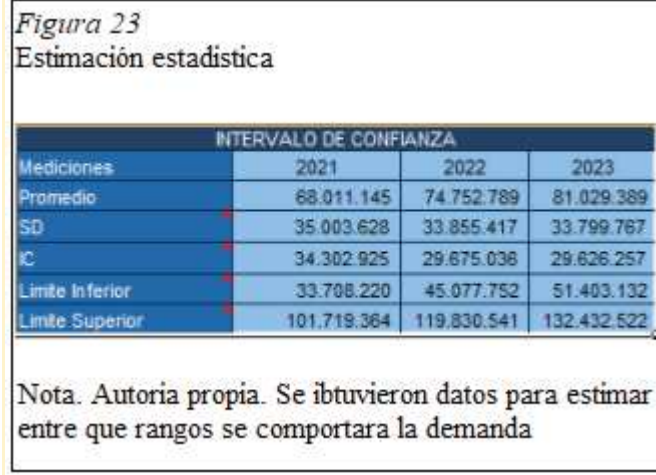 Figura 23
Estimación estadistica
INTERVALO DE CONFIANZA
Mediciones 2021 2022 2023
Promedio 68.011.145 74.752.789 81.029.389
SD 35.003.628 33.855.417 33.799.767
IC 34.302.925 29.675.036 29.626.257
Limite Inferior 33.708.220 45.077.752 51.403.132
Limite Superior 101.719.364 119.830.541 132.432.522
Nota. Autoria propia. Se ibtuvieron datos para estimar
entre que rangos se comportara la demanda